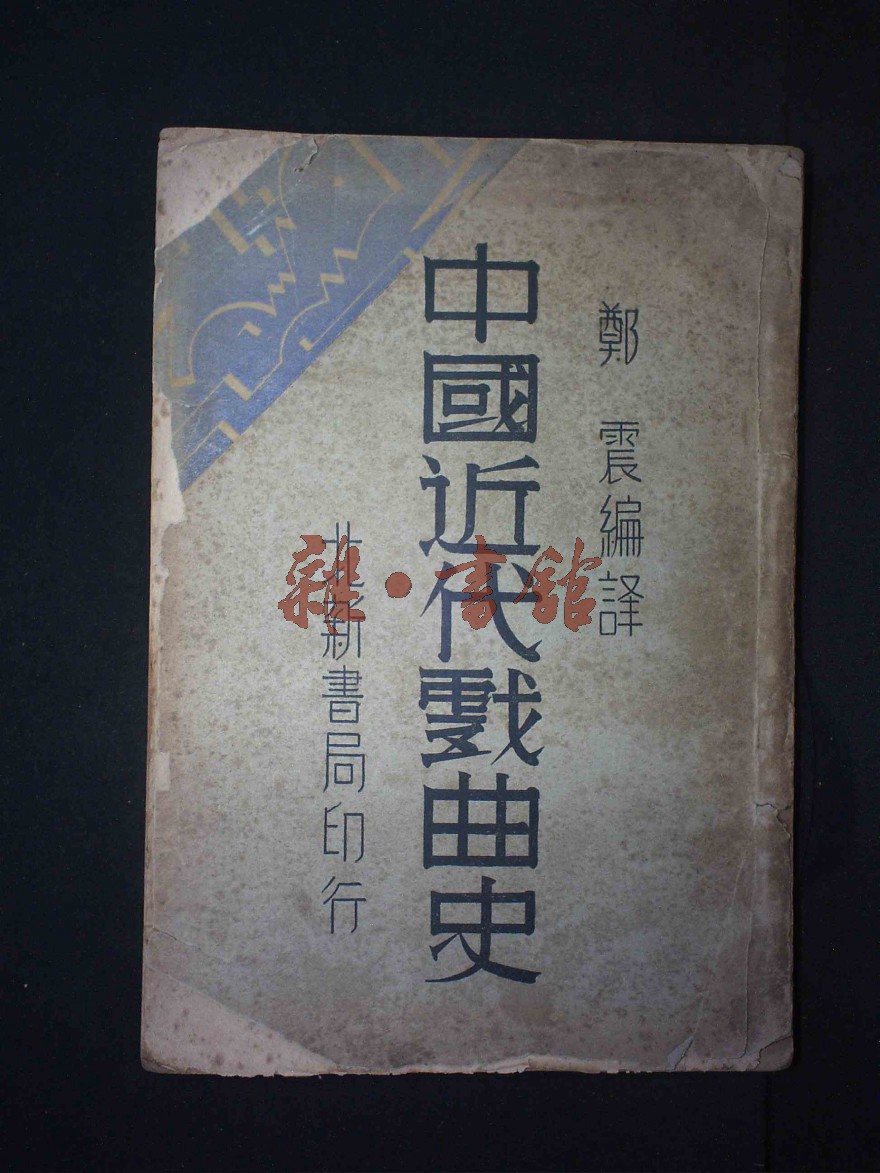 鄭震編譯
中國近代戲曲史
北新書局印行
雜·書館